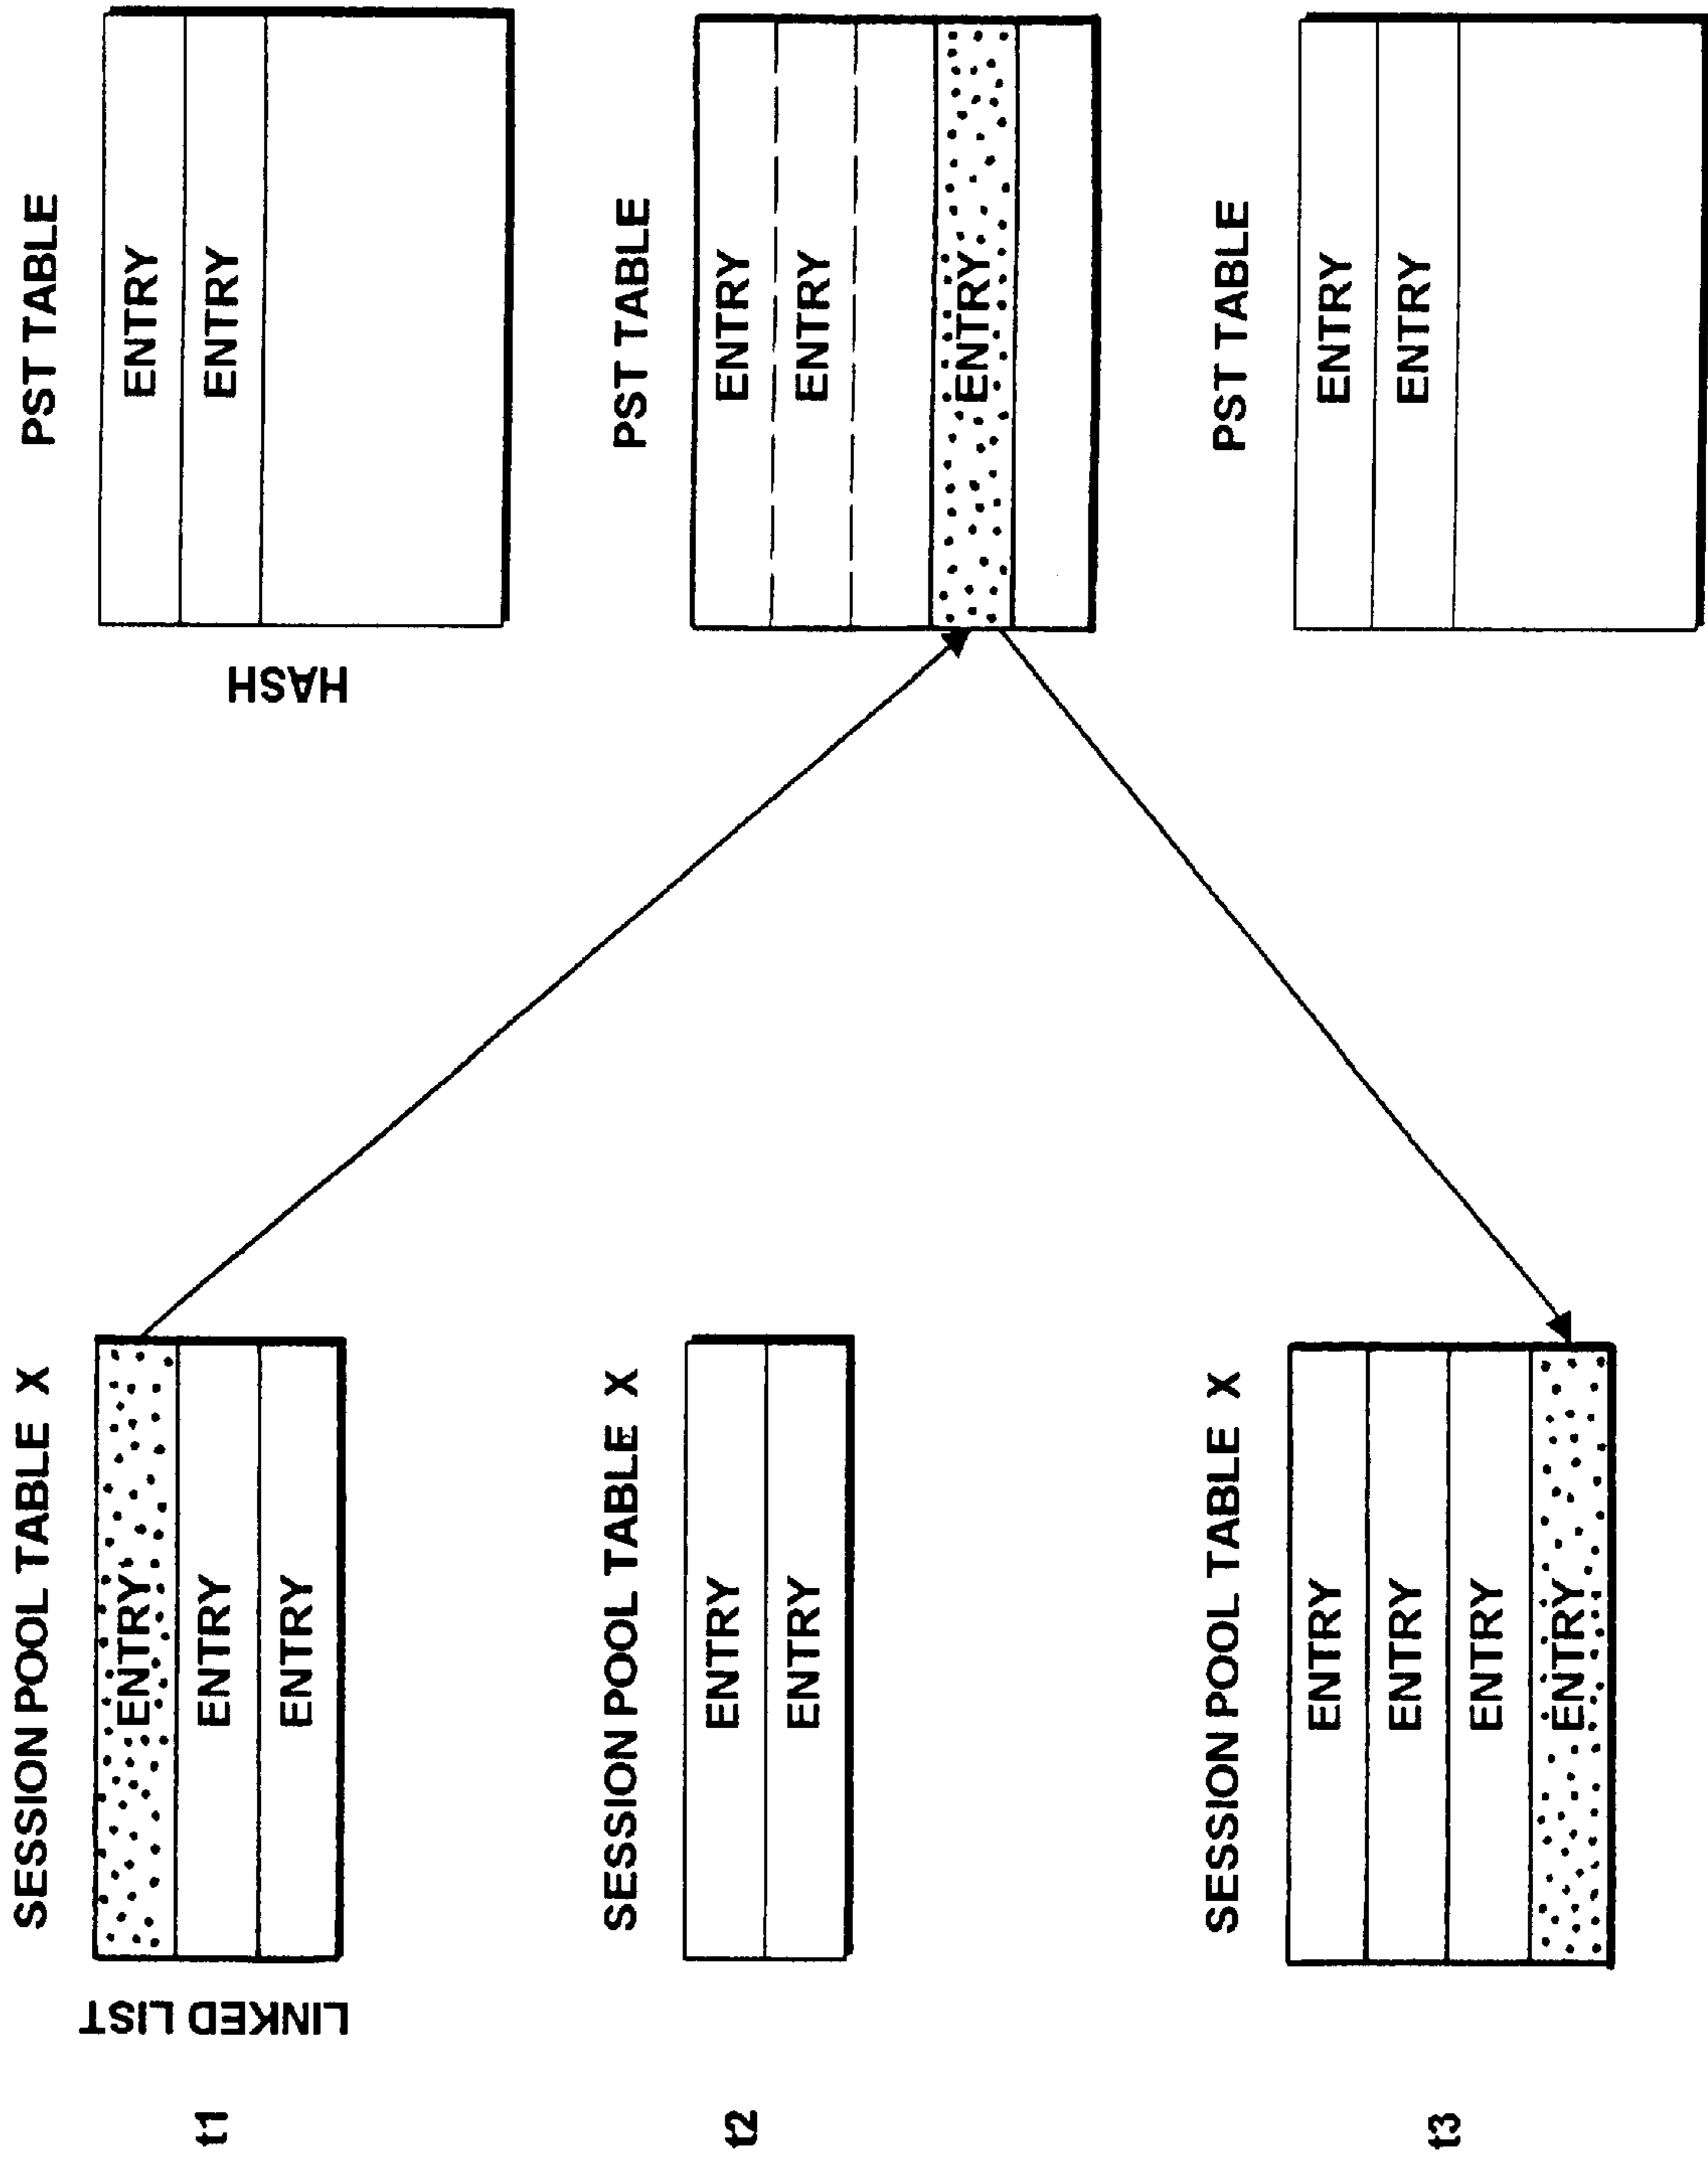 SESSION POOL TABLE X
PST TABLE
t1
LINKED LIST
ENTRY
ENTRY
ENTRY
HASH
ENTRY
ENTRY
SESSION POOL TABLE X
PST TABLE
t2
ENTRY
ENTRY
ENTRY
ENTRY
ENTRY
SESSION POOL TABLE X
PST TABLE
t3
ENTRY
ENTRY
ENTRY
ENTRY
ENTRY
ENTRY